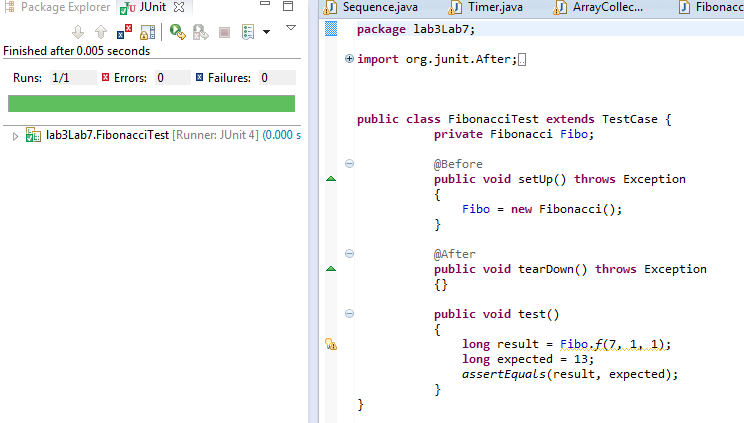 Package Explorer JUnit
Finished after 0.005 seconds
Runs: 1/1 Errors: 0 Failures: 0
lab3Lab7.FibonacciTest [Runner: JUnit 4] (0.000 s
Sequence.java Timer.java ArrayCollec... Fibonacc
package lab3Lab7;
import org.junit.After;
public class FibonacciTest extends TestCase {
private Fibonacci Fibo;
@Before
public void setUp() throws Exception
{
Fibo = new Fibonacci();
}
@After
public void tearDown() throws Exception
{}
public void test()
{
long result = Fibo.f(7, 1, 1);
long expected = 13;
assertEquals(result, expected);
}
}